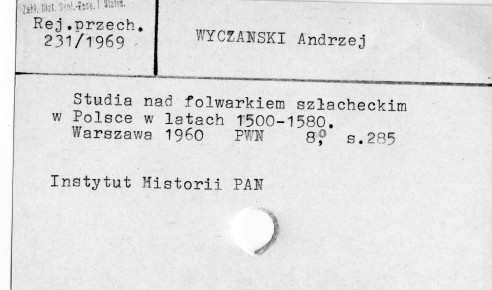 Rej.przech.
231/1969
WYCZANSKI Andrzej
Studia nad folwarkiem szlacheckim
w Polsce w latach 1500-1580.
Warszawa 1960 PWN 8°, s.285
Instytut Historii PAN